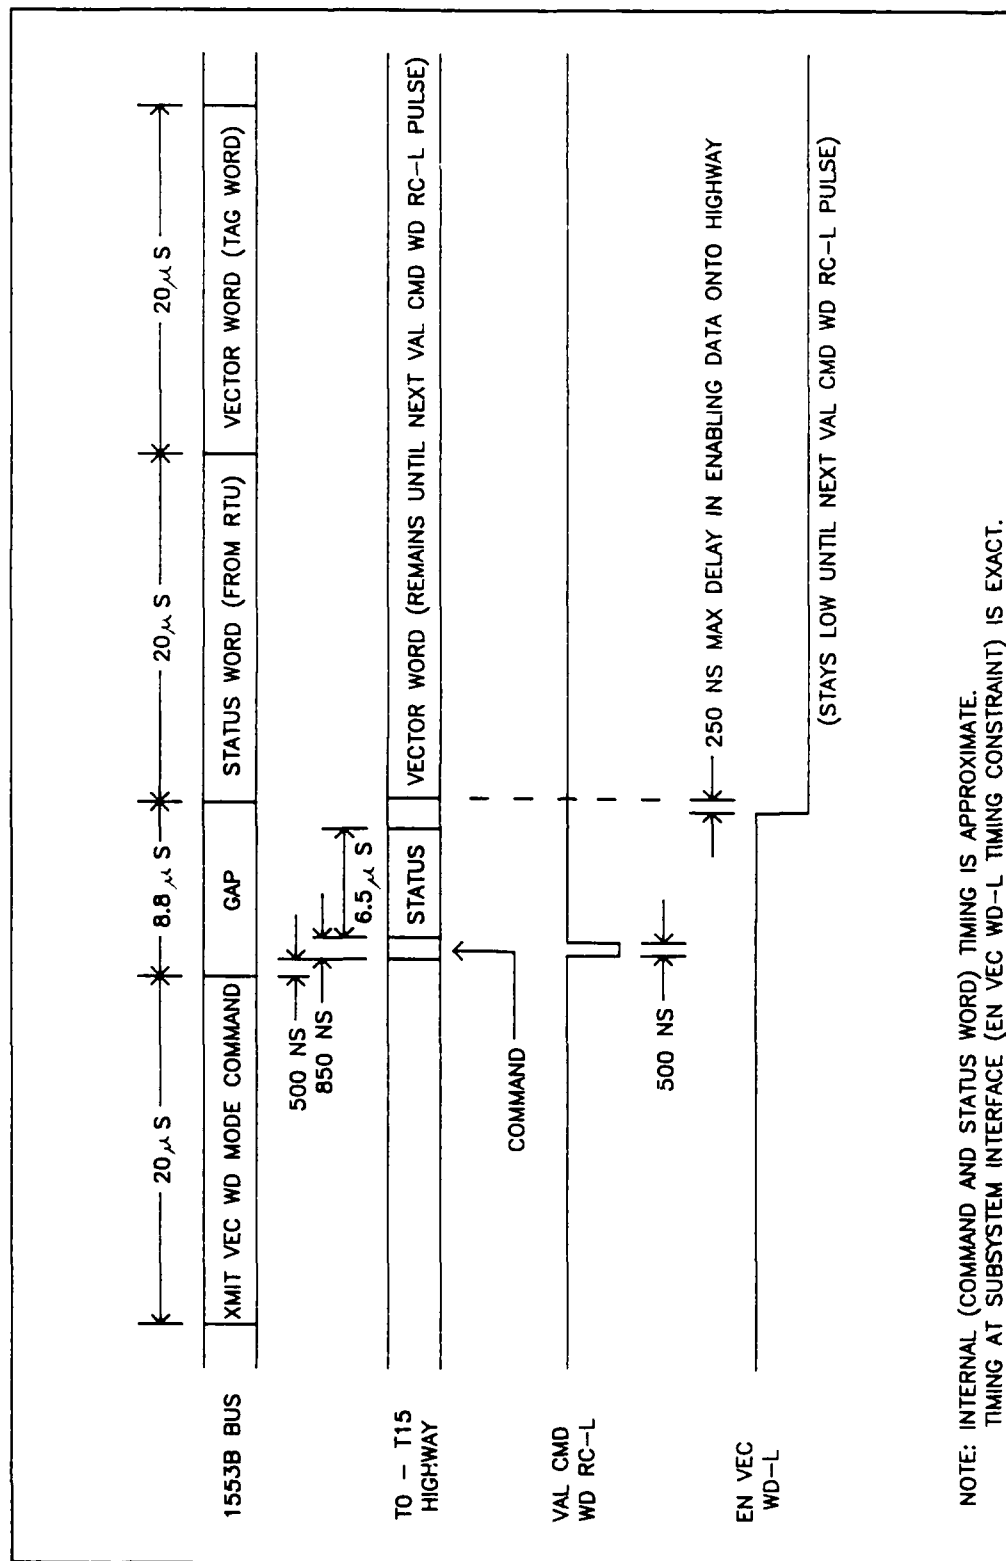 20μS
8.8μS
20μS
20μS
1553B BUS
XMIT VEC WD MODE COMMAND
GAP
STATUS WORD (FROM RTU)
VECTOR WORD (TAG WORD)
500 NS
850 NS
6.5μS
T0 - T15
HIGHWAY
STATUS
VECTOR WORD (REMAINS UNTIL NEXT VAL CMD WD RC-L PULSE)
COMMAND
VAL CMD
WD RC-L
500 NS
250 NS MAX DELAY IN ENABLING DATA ONTO HIGHWAY
EN VEC
WD-L
(STAYS LOW UNTIL NEXT VAL CMD WD RC-L PULSE)
NOTE: INTERNAL (COMMAND AND STATUS WORD) TIMING IS APPROXIMATE.
TIMING AT SUBSYSTEM INTERFACE (EN VEC WD-L TIMING CONSTRAINT) IS EXACT.